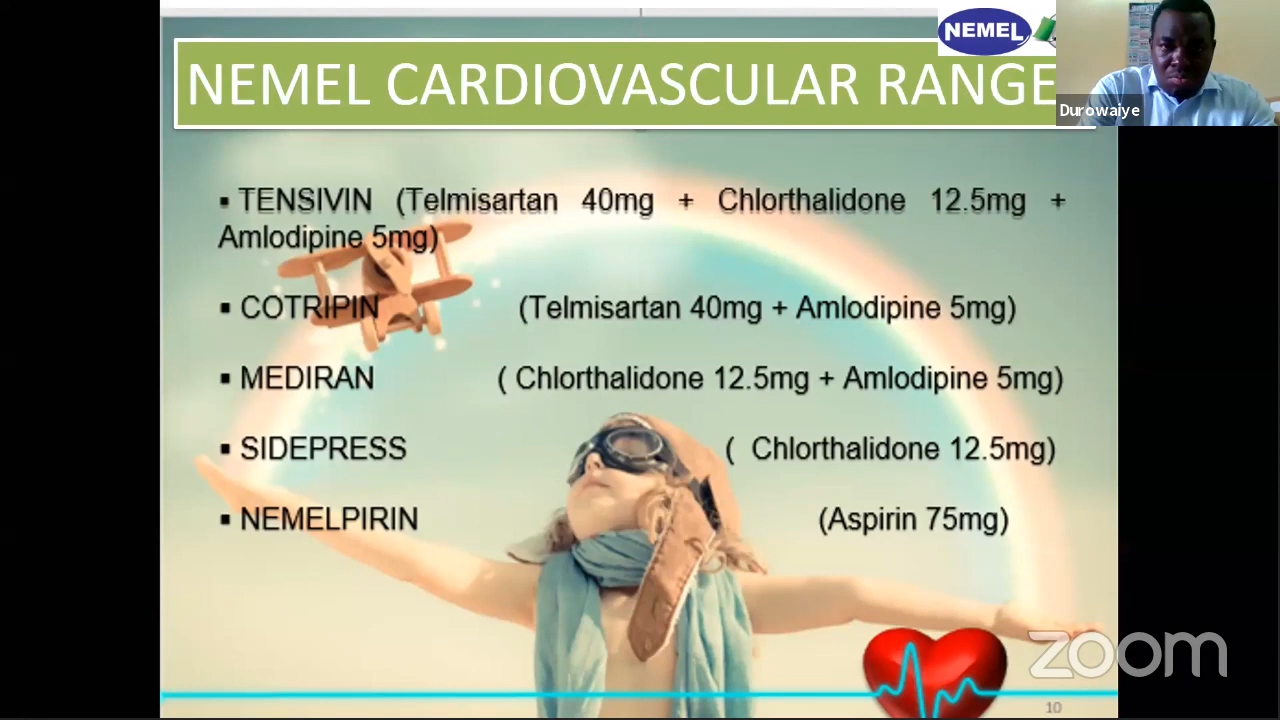 NEMEL
NEMEL CARDIOVASCULAR RANGE
Durowaiye
▪ TENSIVIN (Telmisartan 40mg + Chlorthalidone 12.5mg +
Amlodipine 5mg)
▪ COTRIPIN (Telmisartan 40mg + Amlodipine 5mg)
▪ MEDIRAN ( Chlorthalidone 12.5mg + Amlodipine 5mg)
▪ SIDEPRESS ( Chlorthalidone 12.5mg)
▪ NEMELPIRIN (Aspirin 75mg)
zoom
10